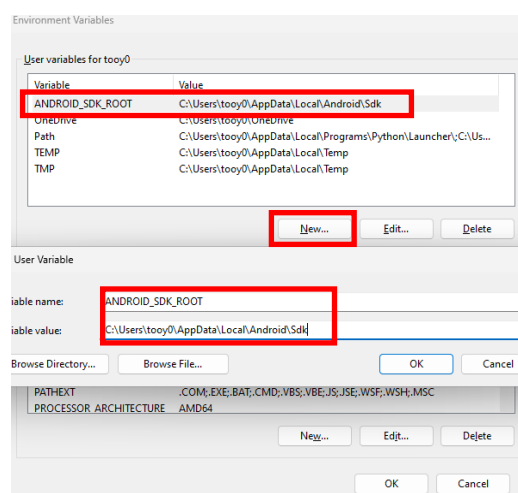 Environment Variables
User variables for tooy0
Variable Value
ANDROID_SDK_ROOT C:\Users\tooy0\AppData\Local\Android\Sdk
OneDrive C:\Users\tooy0\OneDrive
Path C:\Users\tooy0\AppData\Local\Programs\Python\Launcher\;C:\Us...
TEMP C:\Users\tooy0\AppData\Local\Temp
TMP C:\Users\tooy0\AppData\Local\Temp
New... Edit... Delete
User Variable
iable name: ANDROID_SDK_ROOT
iable value: C:\Users\tooy0\AppData\Local\Android\Sdk
Browse Directory... Browse File... OK Cancel
PATHEXT .COM;.EXE;.BAT;.CMD;.VBS;.VBE;.JS;.JSE;.WSF;.WSH;.MSC
PROCESSOR_ARCHITECTURE AMD64
New... Edit... Delete
OK Cancel